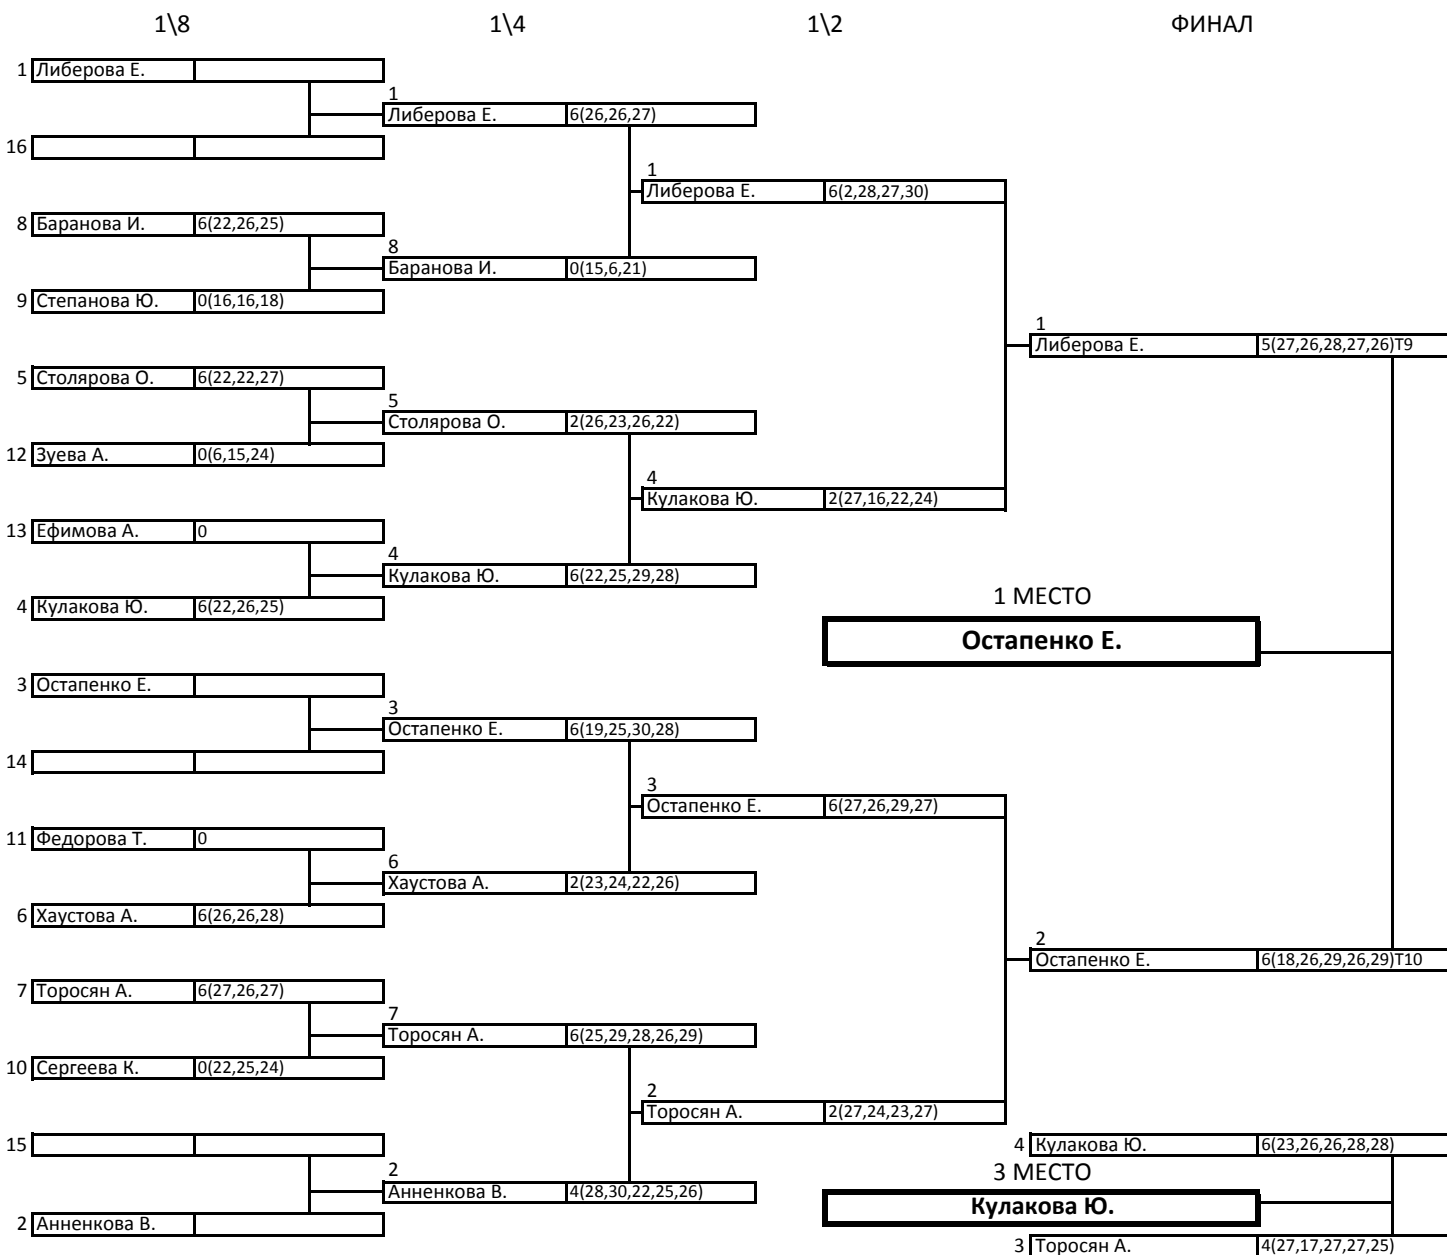 1\8 1\4 1\2 ФИНАЛ
1 Либерова Е.
1
Либерова Е. 6(26,26,27)
16
1
Либерова Е. 6(2,28,27,30)
8 Баранова И. 6(22,26,25)
8
Баранова И. 0(15,6,21)
9 Степанова Ю. 0(16,16,18)
1
Либерова Е. 5(27,26,28,27,26)Т9
5 Столярова О. 6(22,22,27)
5
Столярова О. 2(26,23,26,22)
12 Зуева А. 0(6,15,24)
4
Кулакова Ю. 2(27,16,22,24)
13 Ефимова А. 0
4
Кулакова Ю. 6(22,25,29,28)
4 Кулакова Ю. 6(22,26,25)
1 МЕСТО
Остапенко Е.
3 Остапенко Е.
3
Остапенко Е. 6(19,25,30,28)
14
3
Остапенко Е. 6(27,26,29,27)
11 Федорова Т. 0
6
Хаустова А. 2(23,24,22,26)
6 Хаустова А. 6(26,26,28)
2
Остапенко Е. 6(18,26,29,26,29)Т10
7 Торосян А. 6(27,26,27)
7
Торосян А. 6(25,29,28,26,29)
10 Сергеева К. 0(22,25,24)
2
Торосян А. 2(27,24,23,27)
15
4 Кулакова Ю. 6(23,26,26,28,28)
2
Анненкова В. 4(28,30,22,25,26)
3 МЕСТО
Кулакова Ю.
2 Анненкова В.
3 Торосян А. 4(27,17,27,27,25)